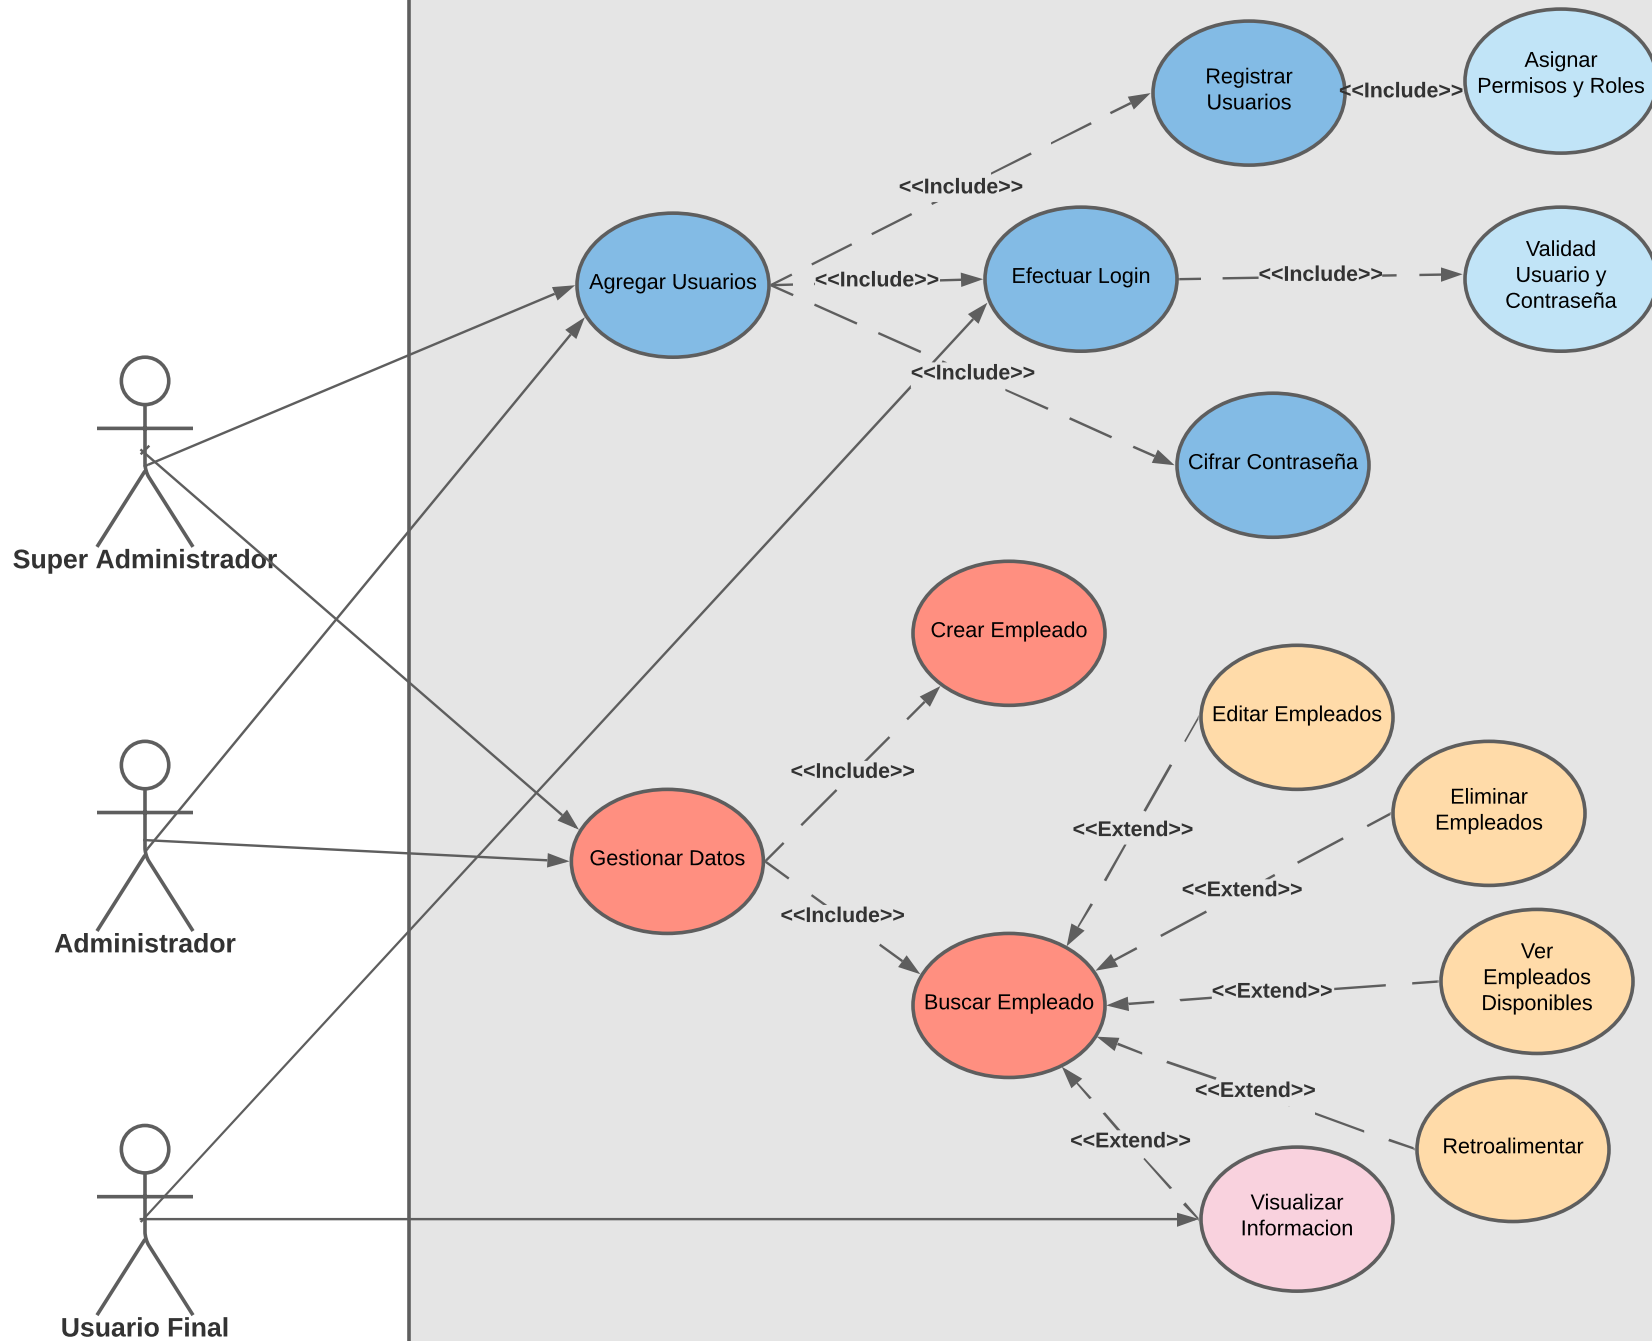 Registrar
Usuarios
<<Include>>
Asignar
Permisos y Roles
<<Include>>
Agregar Usuarios
<<Include>>
Efectuar Login
<<Include>>
Validad
Usuario y
Contraseña
<<Include>>
Cifrar Contraseña
Super Administrador
Crear Empleado
Editar Empleados
<<Include>>
Eliminar
Empleados
<<Extend>>
Gestionar Datos
<<Extend>>
<<Include>>
Administrador
Ver
Empleados
Disponibles
<<Extend>>
Buscar Empleado
<<Extend>>
<<Extend>>
Retroalimentar
Visualizar
Informacion
Usuario Final